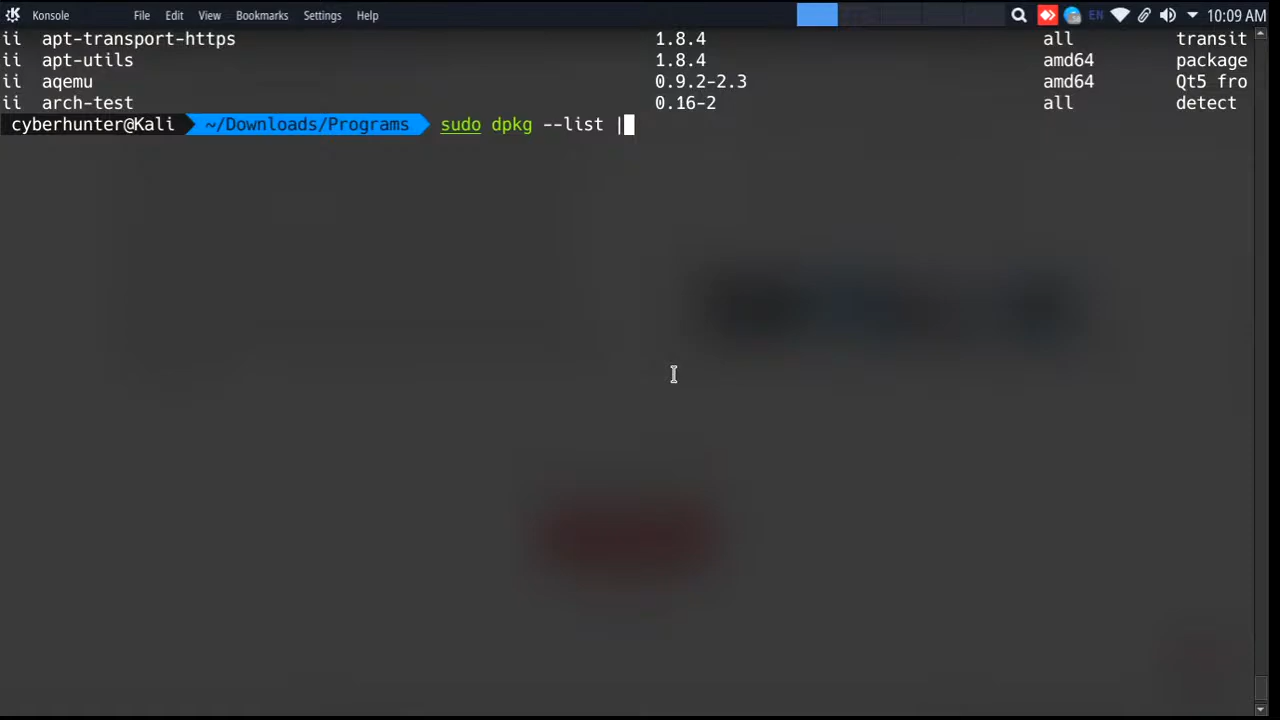 Konsole File Edit View Bookmarks Settings Help EN 10:09 AM
ii apt-transport-https 1.8.4 all transit
ii apt-utils 1.8.4 amd64 package
ii aqemu 0.9.2-2.3 amd64 Qt5 fro
ii arch-test 0.16-2 all detect
cyberhunter@Kali ~/Downloads/Programs sudo dpkg --list |